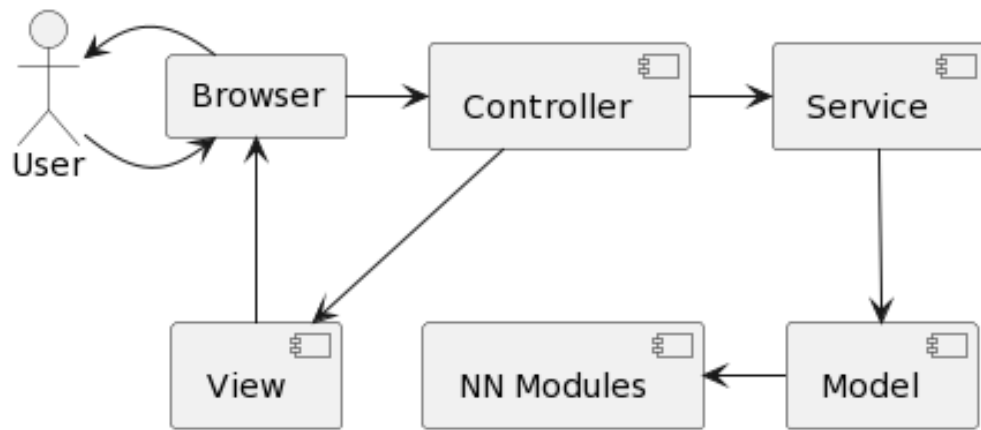 Browser
Controller
Service
User
View
NN Modules
Model